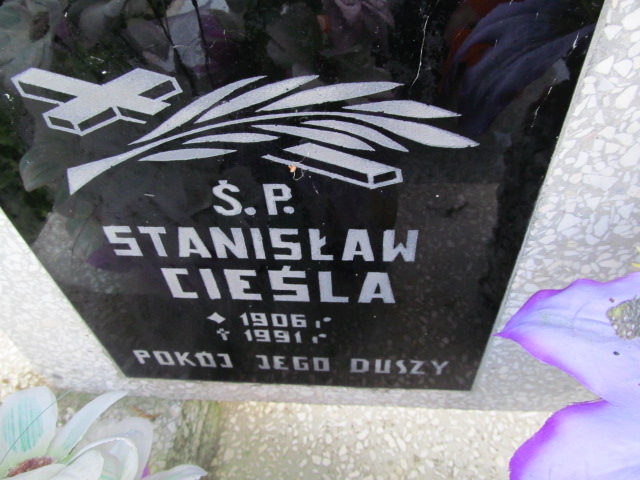 Ś.P.
STANISŁAW
CIEŚLA
1906 r
† 1991 r
POKÓJ JEGO DUSZY